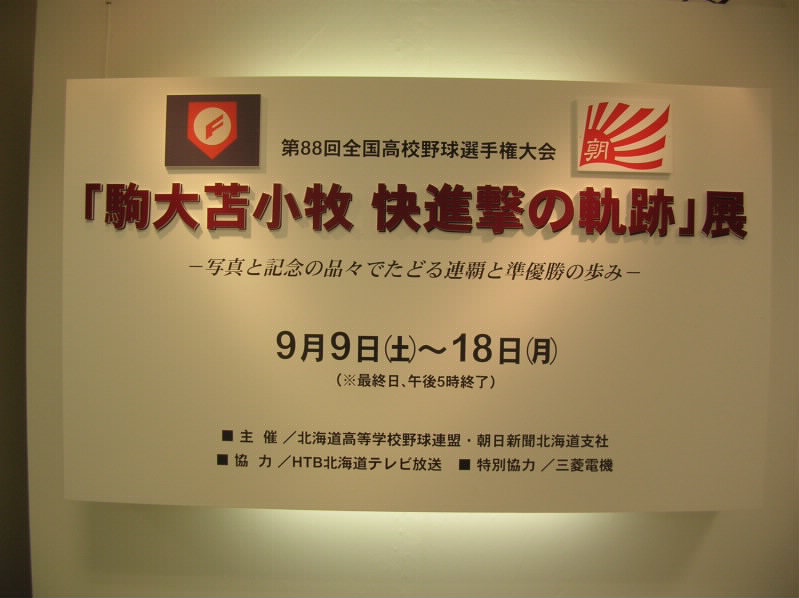 F
朝
第88回全国高校野球選手権大会
「駒大苫小牧 快進撃の軌跡」展
－写真と記念の品々でたどる連覇と準優勝の歩み－
9月9日(土)～18日(月)
(※最終日、午後5時終了)
■ 主 催／北海道高等学校野球連盟・朝日新聞北海道支社
■ 協 力／HTB北海道テレビ放送 ■ 特別協力／三菱電機